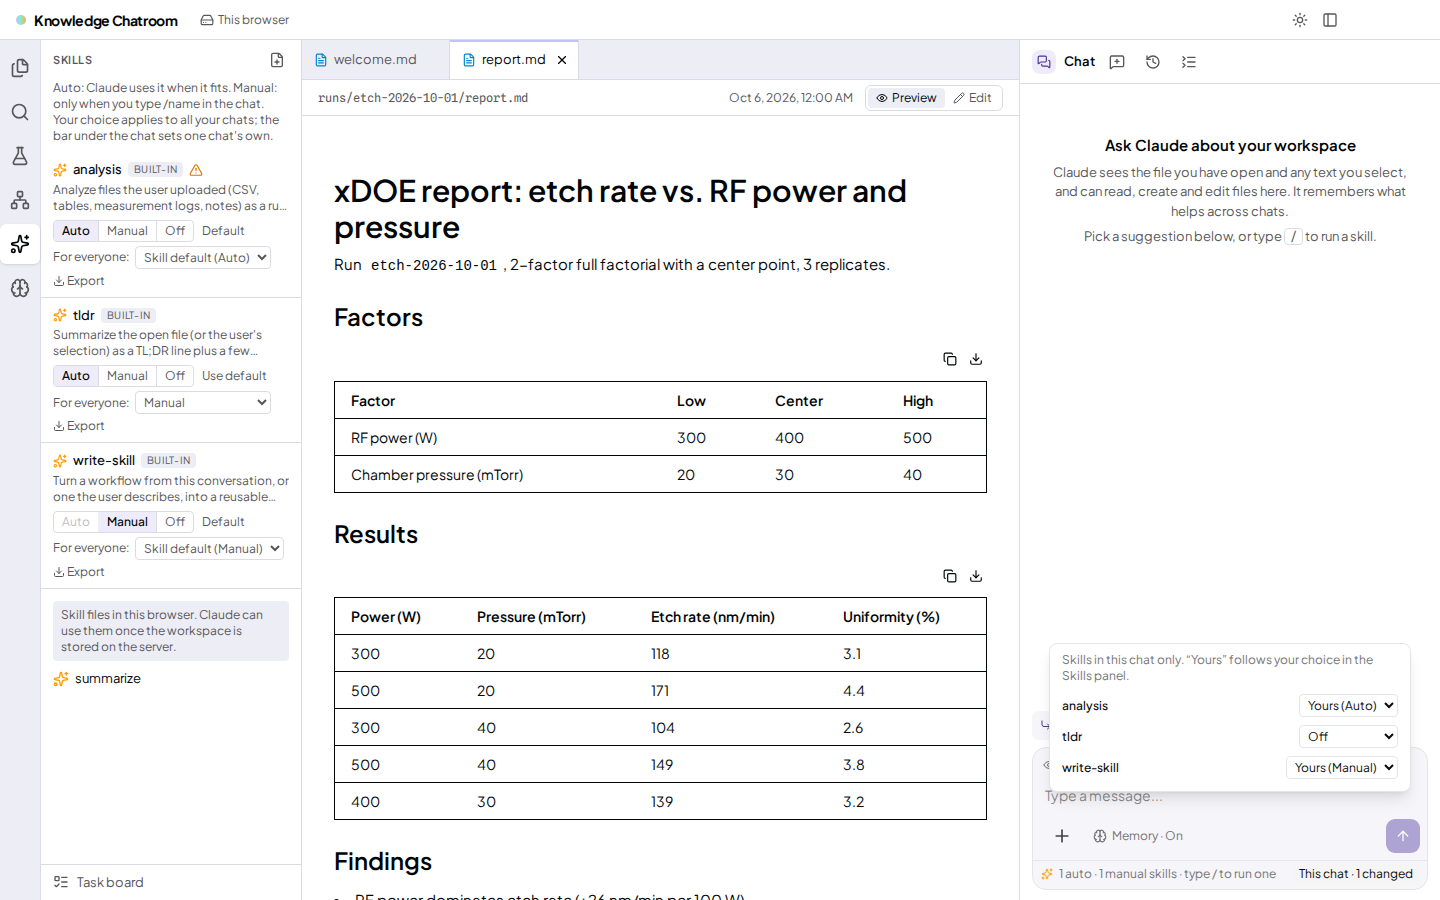 Knowledge Chatroom
This browser
SKILLS
Auto: Claude uses it when it fits. Manual:
only when you type /name in the chat.
Your choice applies to all your chats; the
bar under the chat sets one chat's own.
analysis BUILT-IN
Analyze files the user uploaded (CSV,
tables, measurement logs, notes) as a ru...
Auto Manual Off Default
For everyone: Skill default (Auto)
Export
tldr BUILT-IN
Summarize the open file (or the user's
selection) as a TL;DR line plus a few...
Auto Manual Off Use default
For everyone: Manual
Export
write-skill BUILT-IN
Turn a workflow from this conversation, or
one the user describes, into a reusable...
Auto Manual Off Default
For everyone: Skill default (Manual)
Export
Skill files in this browser. Claude can
use them once the workspace is
stored on the server.
summarize
Task board
welcome.md
report.md
runs/etch-2026-10-01/report.md
Oct 6, 2026, 12:00 AM
Preview
Edit
xDOE report: etch rate vs. RF power and
pressure
Run etch-2026-10-01 , 2-factor full factorial with a center point, 3 replicates.
Factors
Factor Low Center High
RF power (W) 300 400 500
Chamber pressure (mTorr) 20 30 40
Results
Power (W) Pressure (mTorr) Etch rate (nm/min) Uniformity (%)
300 20 118 3.1
500 20 171 4.4
300 40 104 2.6
500 40 149 3.8
400 30 139 3.2
Findings
RF power dominates etch rate (+26 nm/min per 100 W)
Chat
Ask Claude about your workspace
Claude sees the file you have open and any text you select,
and can read, create and edit files here. It remembers what
helps across chats.
Pick a suggestion below, or type / to run a skill.
Skills in this chat only. “Yours” follows your choice in the
Skills panel.
analysis Yours (Auto)
tldr Off
write-skill Yours (Manual)
Type a message...
Memory · On
1 auto · 1 manual skills · type / to run one
This chat · 1 changed